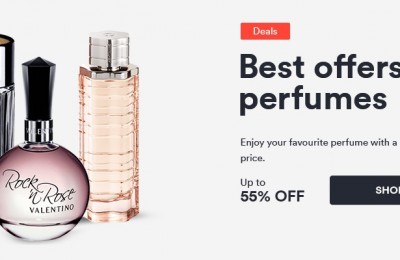 Deals
Best offers
perfumes
Enjoy your favourite perfume with a
price.
Up to
55% OFF
SHO
Rock
'n Rose
VALENTINO